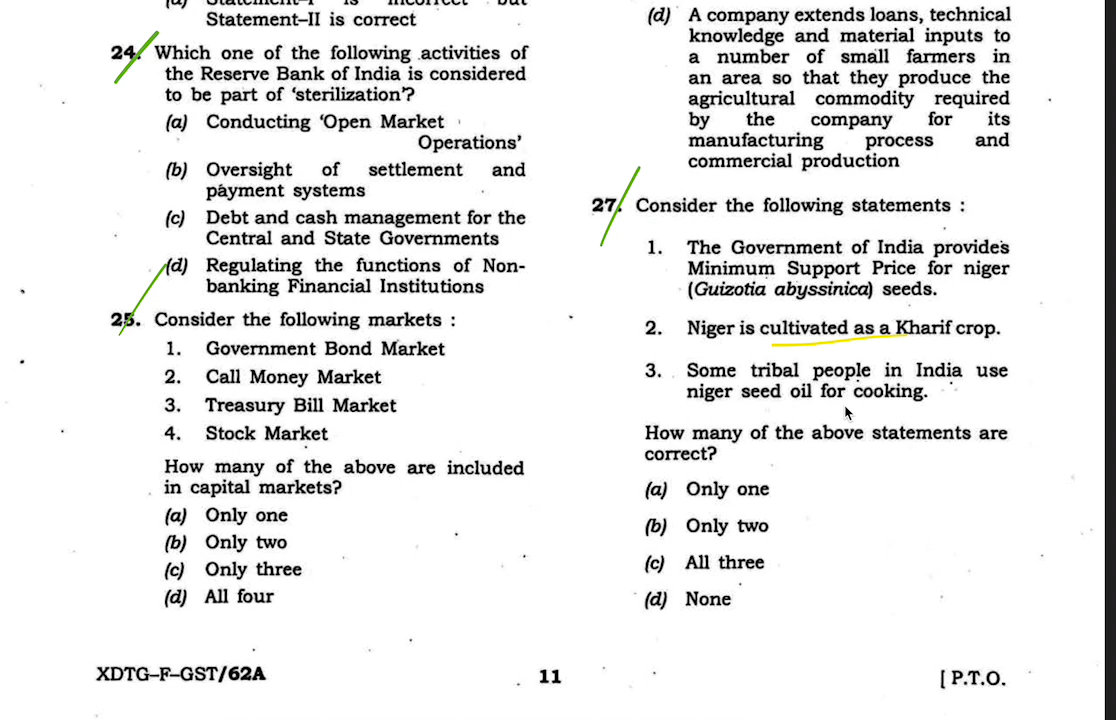 (d) Statement–I is incorrect but
Statement–II is correct
24. Which one of the following activities of
the Reserve Bank of India is considered
to be part of ‘sterilization’?
(a) Conducting ‘Open Market
Operations’
(b) Oversight of settlement and
payment systems
(c) Debt and cash management for the
Central and State Governments
(d) Regulating the functions of Non-
banking Financial Institutions
25. Consider the following markets :
1. Government Bond Market
2. Call Money Market
3. Treasury Bill Market
4. Stock Market
How many of the above are included
in capital markets?
(a) Only one
(b) Only two
(c) Only three
(d) All four
(d) A company extends loans, technical
knowledge and material inputs to
a number of small farmers in
an area so that they produce the
agricultural commodity required
by the company for its
manufacturing process and
commercial production
27. Consider the following statements :
1. The Government of India provides
Minimum Support Price for niger
(Guizotia abyssinica) seeds.
2. Niger is cultivated as a Kharif crop.
3. Some tribal people in India use
niger seed oil for cooking.
How many of the above statements are
correct?
(a) Only one
(b) Only two
(c) All three
(d) None
XDTG–F–GST/62A
11
[ P.T.O.